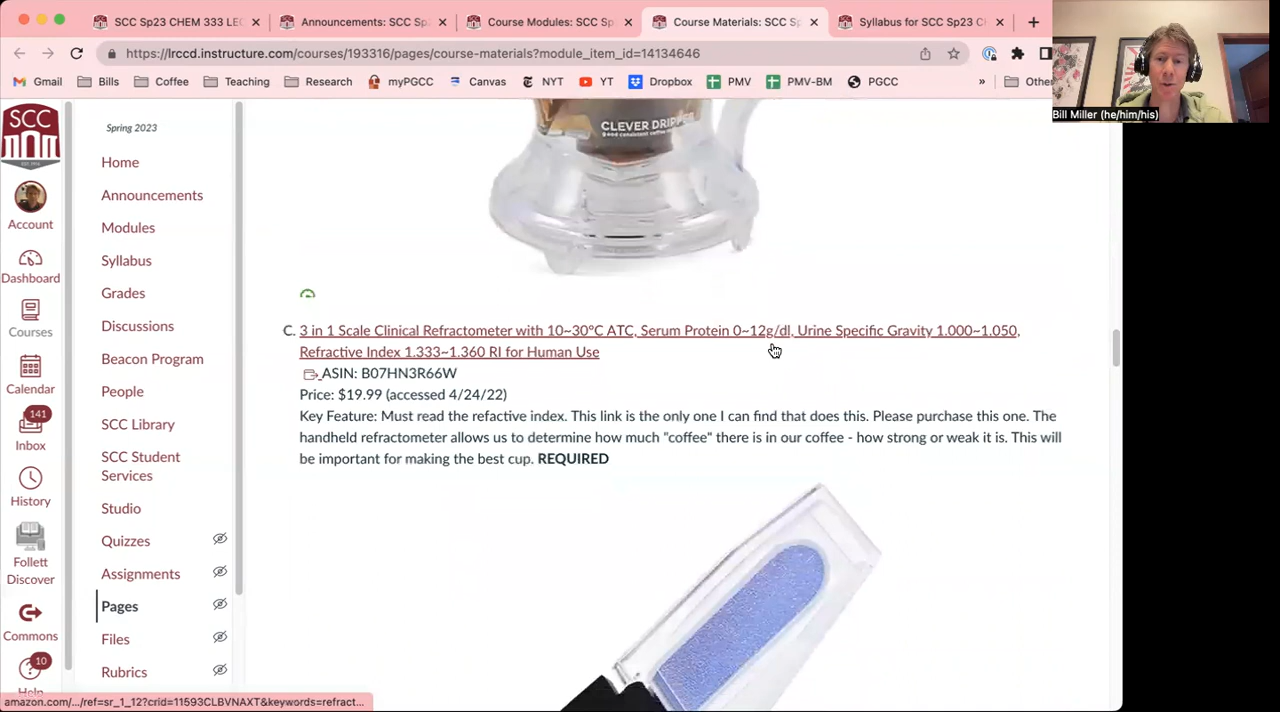 SCC Sp23 CHEM 333 LEC
Announcements: SCC Sp
Course Modules: SCC Sp
Course Materials: SCC Sp
Syllabus for SCC Sp23 C
https://lrccd.instructure.com/courses/193316/pages/course-materials?module_item_id=14134646
Gmail
Bills
Coffee
Teaching
Research
myPGCC
Canvas
NYT
YT
Dropbox
PMV
PMV-BM
PGCC
»
Other
Bill Miller (he/him/his)
SCC
Account
Dashboard
Courses
Calendar
141
Inbox
History
Follett
Discover
Commons
10
Help
Spring 2023
Home
Announcements
Modules
Syllabus
Grades
Discussions
Beacon Program
People
SCC Library
SCC Student
Services
Studio
Quizzes
Assignments
Pages
Files
Rubrics
CLEVER DRIPPER
C. 3 in 1 Scale Clinical Refractometer with 10~30°C ATC, Serum Protein 0~12g/dl, Urine Specific Gravity 1.000~1.050,
Refractive Index 1.333~1.360 RI for Human Use
ASIN: B07HN3R66W
Price: $19.99 (accessed 4/24/22)
Key Feature: Must read the refactive index. This link is the only one I can find that does this. Please purchase this one. The
handheld refractometer allows us to determine how much "coffee" there is in our coffee - how strong or weak it is. This will
be important for making the best cup. REQUIRED
amazon.com/.../ref=sr_1_12?crid=11593CLBVNAXT&keywords=refract...